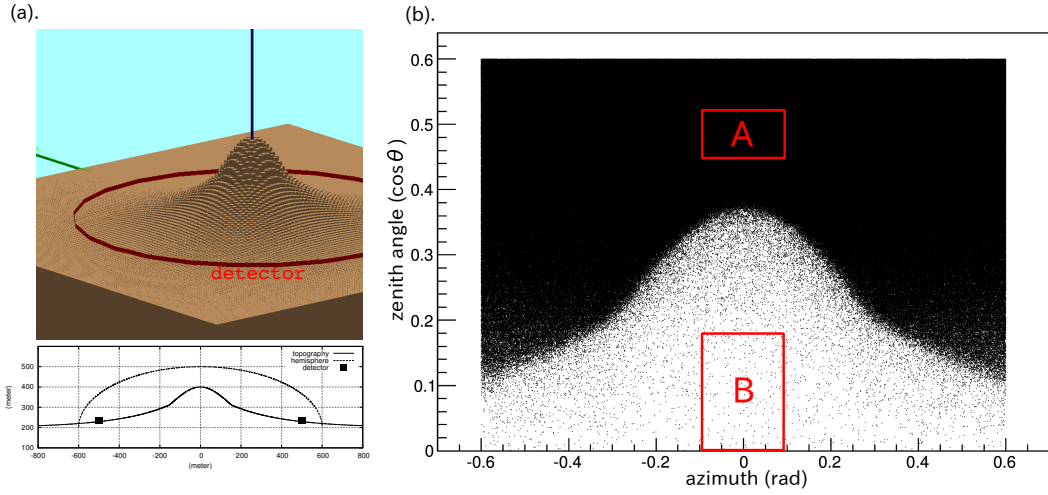 (a).
detector
topography
hemisphere
detector
500
400
300
200
100
(meter)
-800 -600 -400 -200 0 200 400 600 800
(meter)
(b).
0.6
0.5
0.4
0.3
0.2
0.1
0
zenith angle (cosθ)
A
B
-0.6 -0.4 -0.2 0 0.2 0.4 0.6
azimuth (rad)